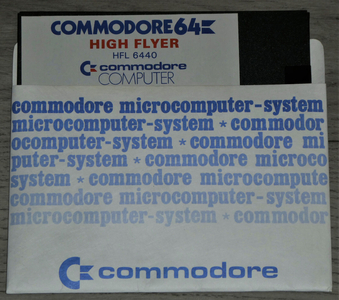 COMMODORE 64
HIGH FLYER
HFL 6440
commodore
COMPUTER
commodore microcomputer-system
microcomputer-system * commodor
ocomputer-system * commodore mi
puter-system * commodore microco
system * commodore microcompute
commodore microcomputer-system
microcomputer-system * commodor
commodore